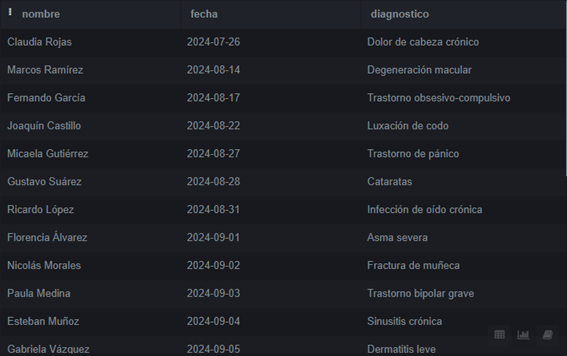 nombre fecha diagnostico
Claudia Rojas 2024-07-26 Dolor de cabeza crónico
Marcos Ramírez 2024-08-14 Degeneración macular
Fernando García 2024-08-17 Trastorno obsesivo-compulsivo
Joaquín Castillo 2024-08-22 Luxación de codo
Micaela Gutiérrez 2024-08-27 Trastorno de pánico
Gustavo Suárez 2024-08-28 Cataratas
Ricardo López 2024-08-31 Infección de oído crónica
Florencia Álvarez 2024-09-01 Asma severa
Nicolás Morales 2024-09-02 Fractura de muñeca
Paula Medina 2024-09-03 Trastorno bipolar grave
Esteban Muñoz 2024-09-04 Sinusitis crónica
Gabriela Vázquez 2024-09-05 Dermatitis leve